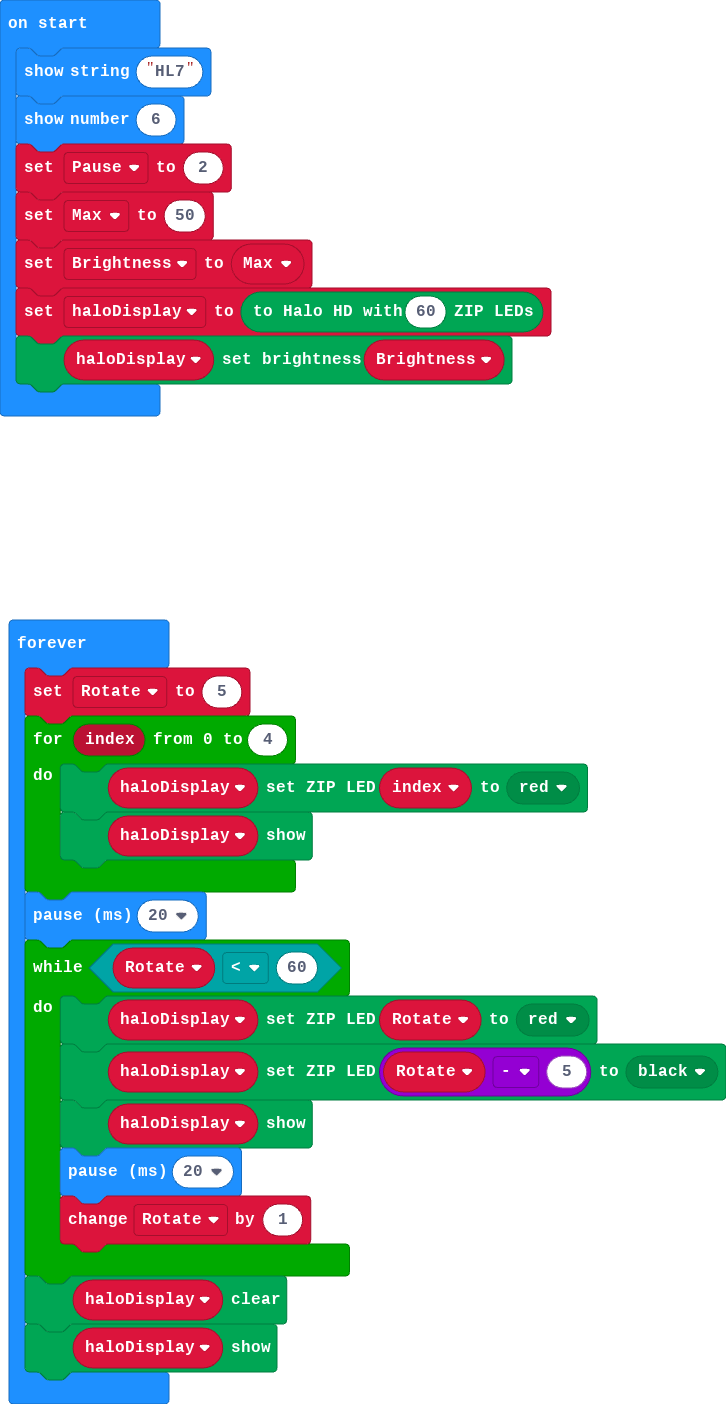 on start
show string "HL7"
show number 6
set Pause to 2
set Max to 50
set Brightness to Max
set haloDisplay to to Halo HD with 60 ZIP LEDs
haloDisplay set brightness Brightness
forever
set Rotate to 5
for index from 0 to 4
do haloDisplay set ZIP LED index to red
haloDisplay show
pause (ms) 20
while Rotate < 60
do haloDisplay set ZIP LED Rotate to red
haloDisplay set ZIP LED Rotate - 5 to black
haloDisplay show
pause (ms) 20
change Rotate by 1
haloDisplay clear
haloDisplay show